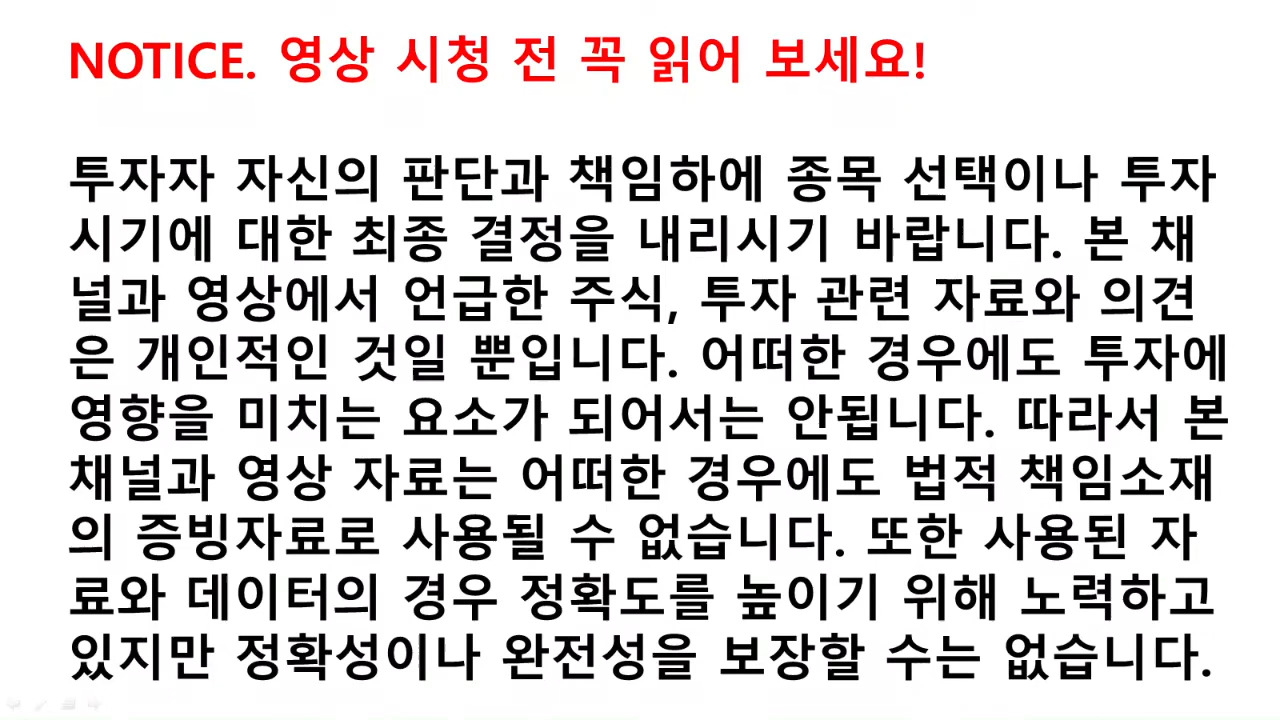 NOTICE. 영상 시청 전 꼭 읽어 보세요!
투자자 자신의 판단과 책임하에 종목 선택이나 투자
시기에 대한 최종 결정을 내리시기 바랍니다. 본 채
널과 영상에서 언급한 주식, 투자 관련 자료와 의견
은 개인적인 것일 뿐입니다. 어떠한 경우에도 투자에
영향을 미치는 요소가 되어서는 안됩니다. 따라서 본
채널과 영상 자료는 어떠한 경우에도 법적 책임소재
의 증빙자료로 사용될 수 없습니다. 또한 사용된 자
료와 데이터의 경우 정확도를 높이기 위해 노력하고
있지만 정확성이나 완전성을 보장할 수는 없습니다.